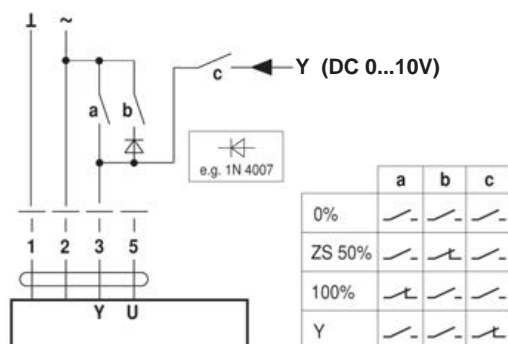 ⊥ ~
c Y (DC 0...10V)
a b
e.g. 1N 4007
1 2 3 5
Y U
a b c
0%
ZS 50%
100%
Y